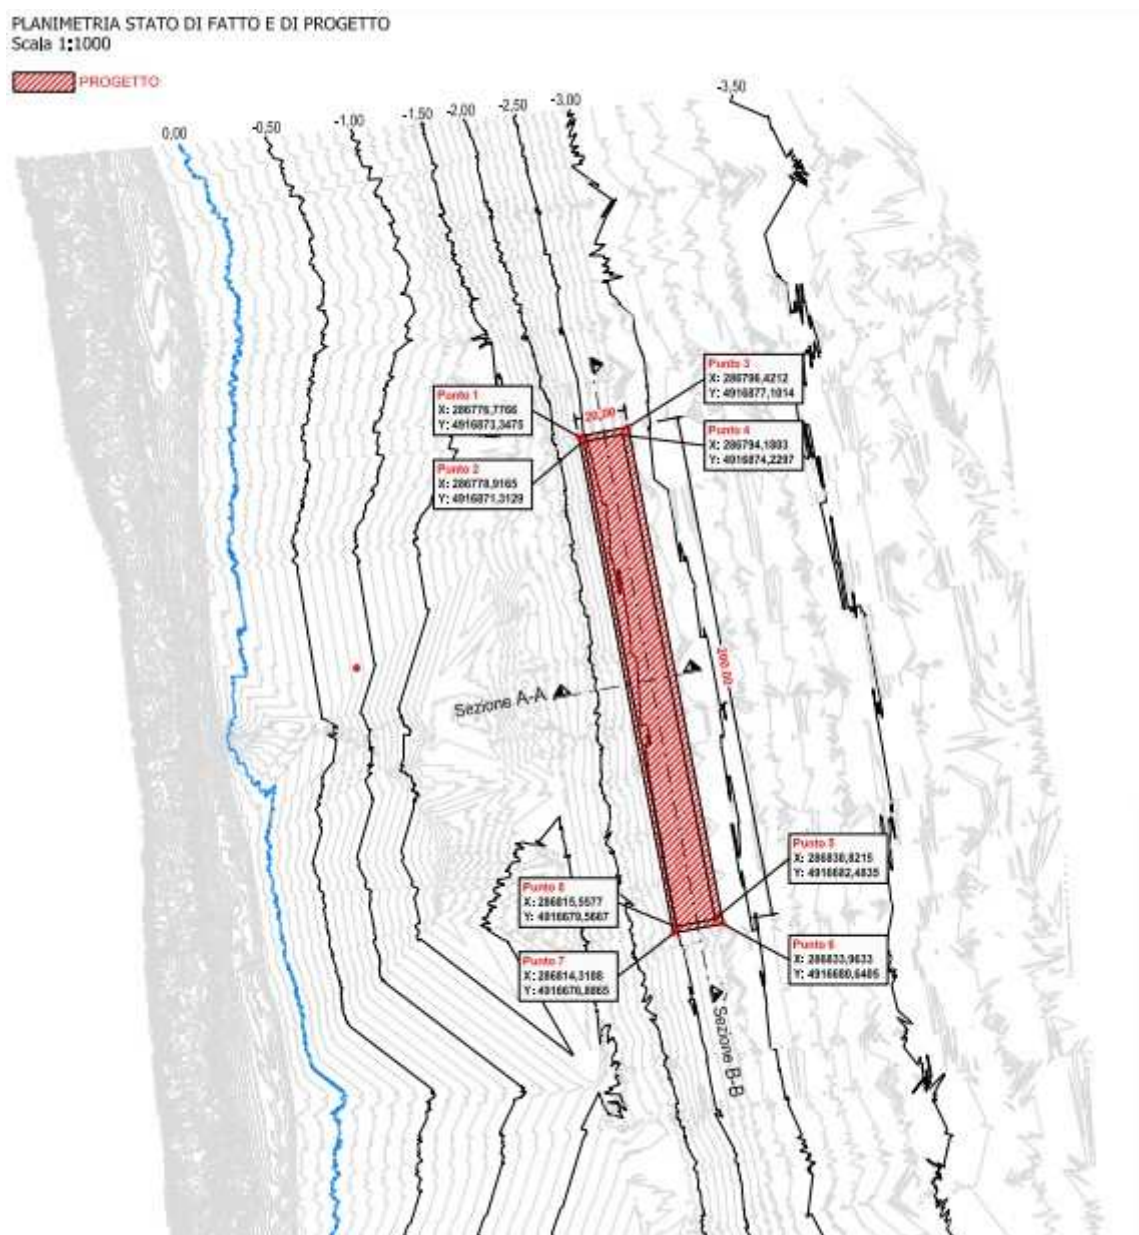 PLANIMETRIA STATO DI FATTO E DI PROGETTO
Scala 1:1000
PROGETTO
0,00
-0,50
-1,00
-1,50
-2,00
-2,50
-3,00
-3,50
Punto 1
X: 286776,7766
Y: 4916873,3475
Punto 2
X: 286778,9165
Y: 4916871,3129
20,00
Punto 3
X: 286796,4212
Y: 4916877,1014
Punto 4
X: 286794,1803
Y: 4916874,2297
200,00
Sezione A-A
Punto 5
X: 286830,8215
Y: 4916682,4835
Punto 8
X: 286815,5577
Y: 4916679,5667
Punto 6
X: 286833,9633
Y: 4916680,6405
Punto 7
X: 286814,3188
Y: 4916676,8865
Sezione B-B